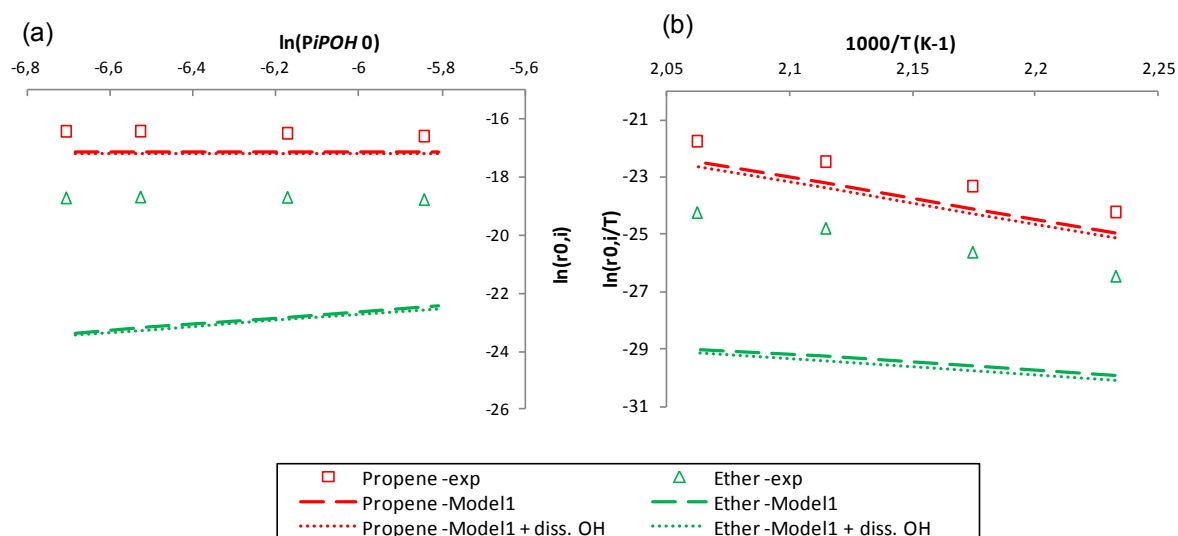 (a)
ln(PiPOH 0)
-6,8 -6,6 -6,4 -6,2 -6 -5,8 -5,6
-16
-18
-20
-22
-24
-26
ln(r0,i)
(b)
1000/T (K-1)
2,05 2,1 2,15 2,2 2,25
-21
-23
-25
-27
-29
-31
ln(r0,i/T)
Propene -exp Ether -exp
Propene -Model1 Ether -Model1
Propene -Model1 + diss. OH Ether -Model1 + diss. OH